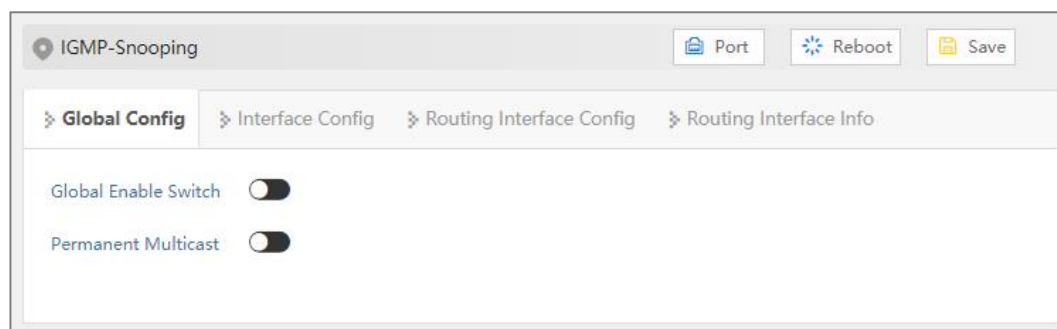 IGMP-Snooping Port Reboot Save
Global Config Interface Config Routing Interface Config Routing Interface Info
Global Enable Switch
Permanent Multicast